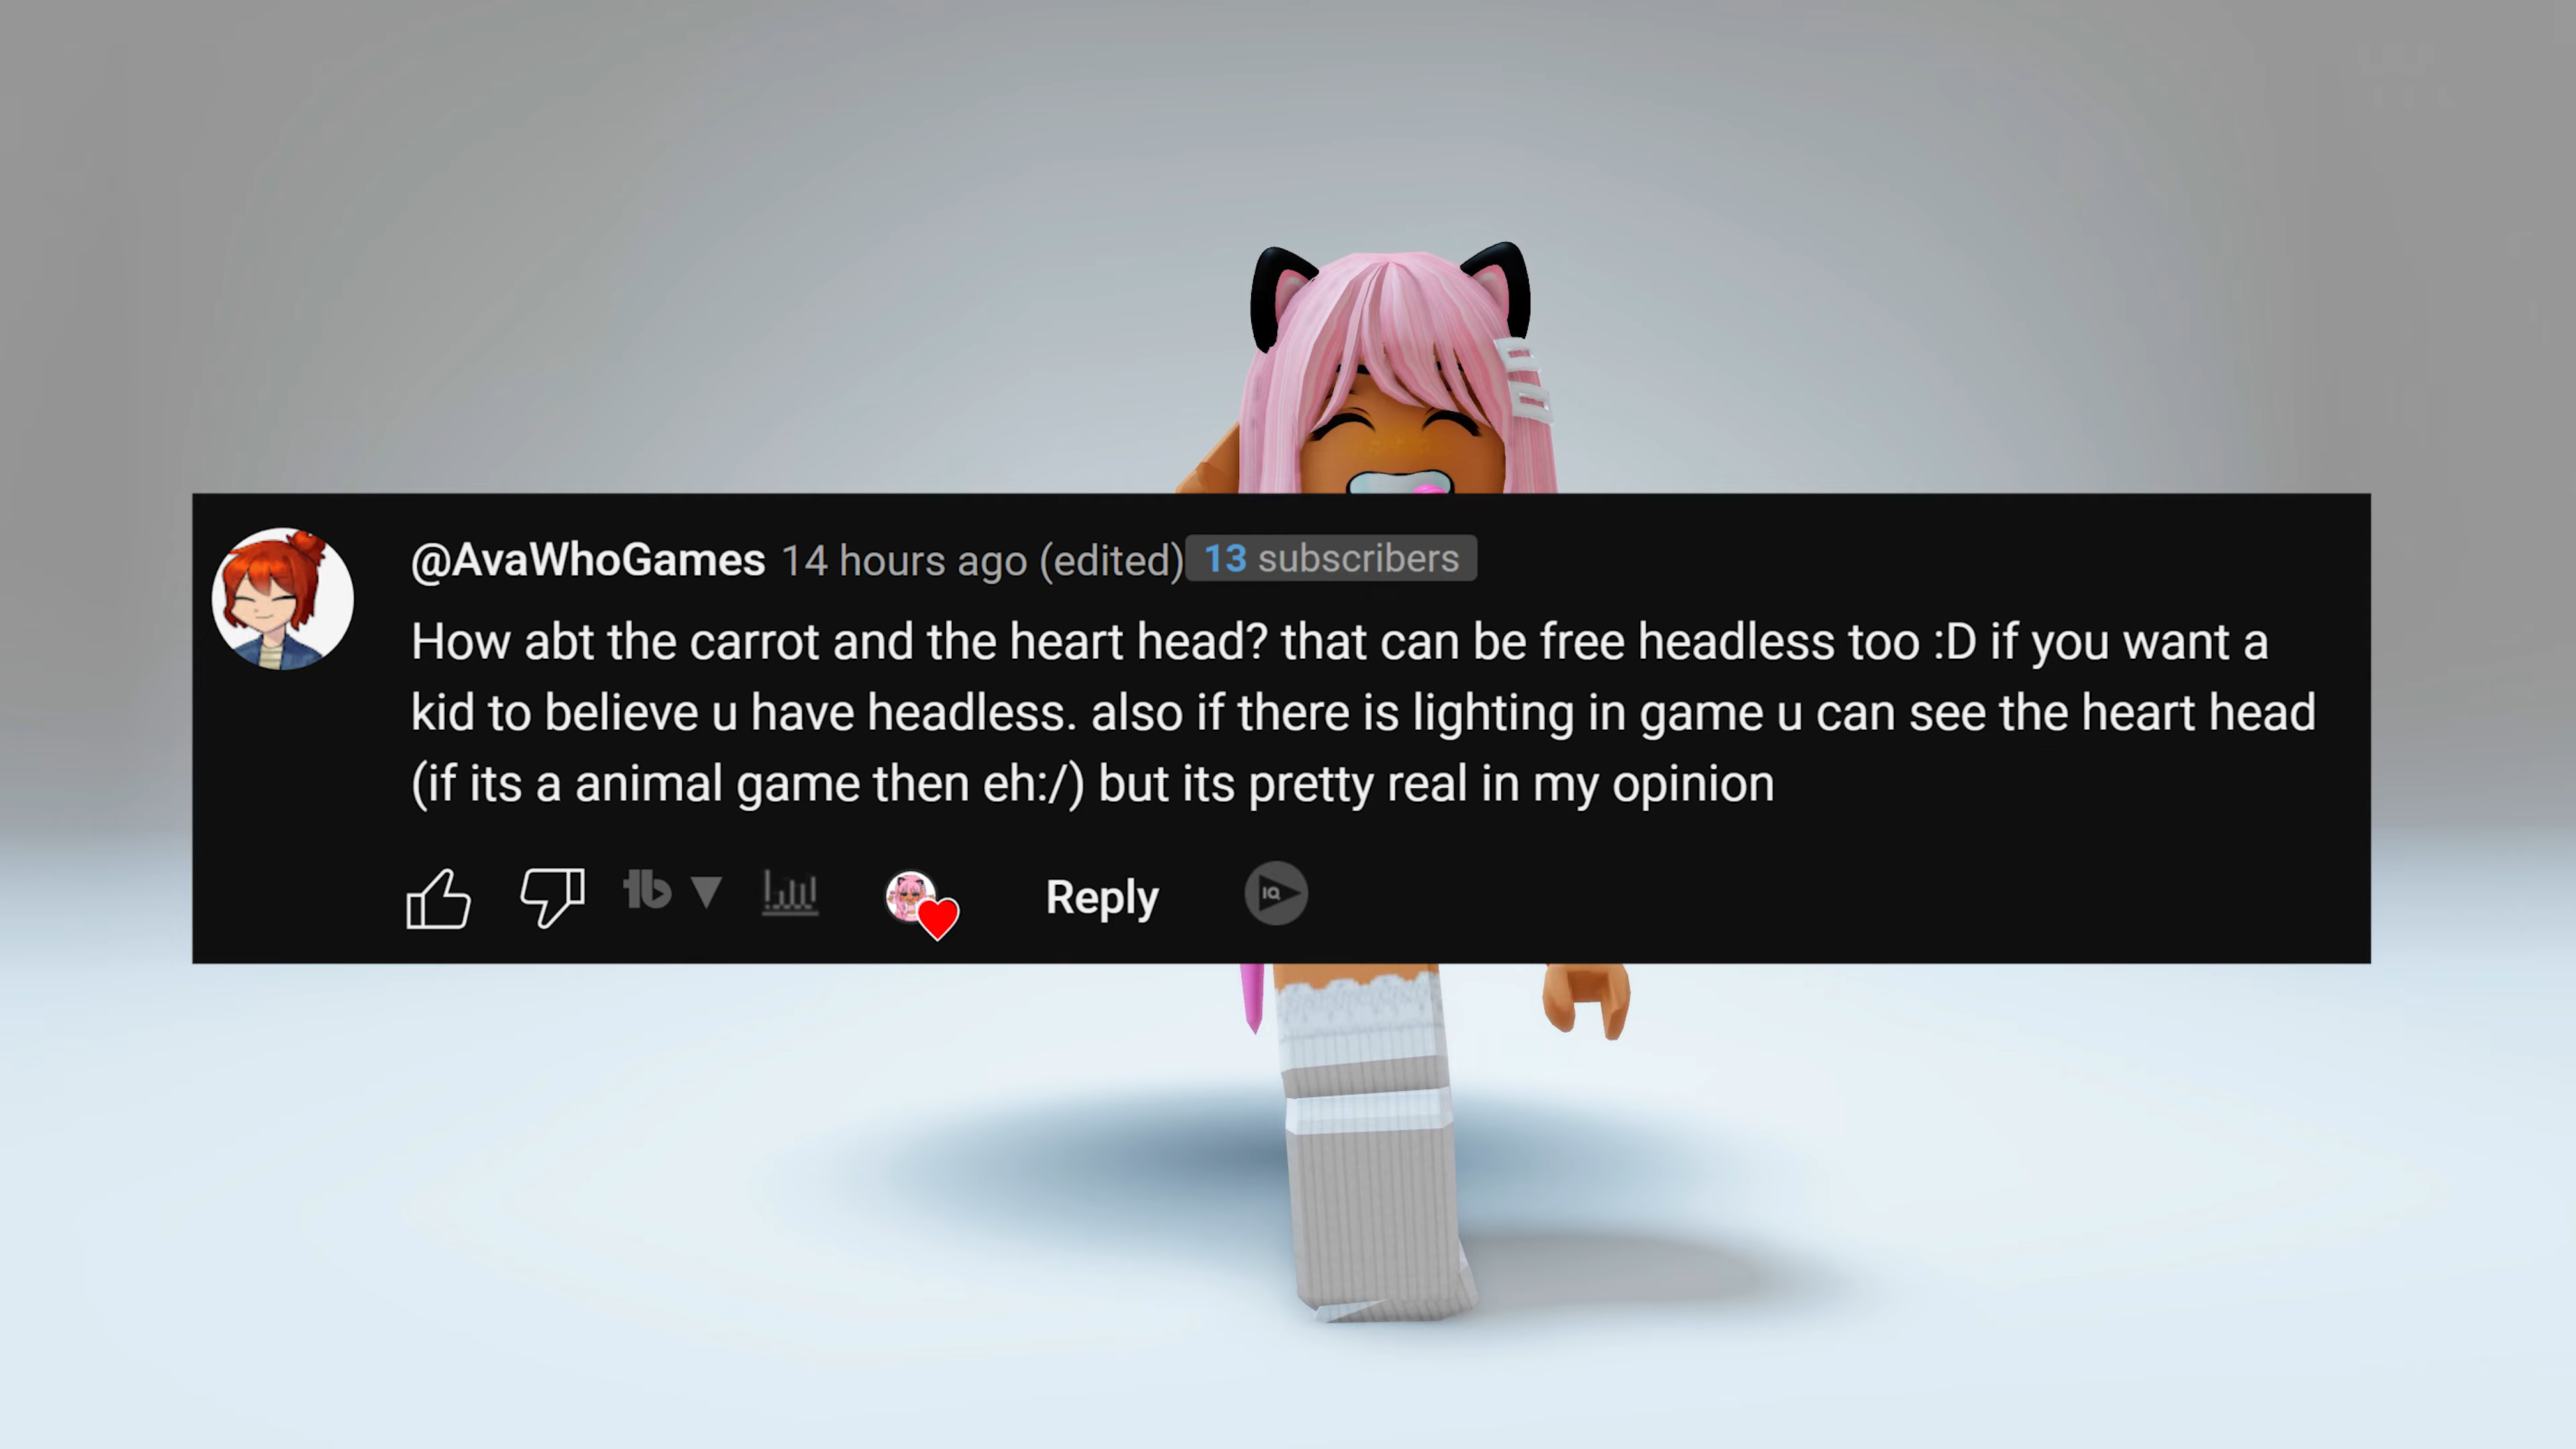 @AvaWhoGames 14 hours ago (edited) 13 subscribers
How abt the carrot and the heart head? that can be free headless too :D if you want a
kid to believe u have headless. also if there is lighting in game u can see the heart head
(if its a animal game then eh:/) but its pretty real in my opinion
tb Reply IQ